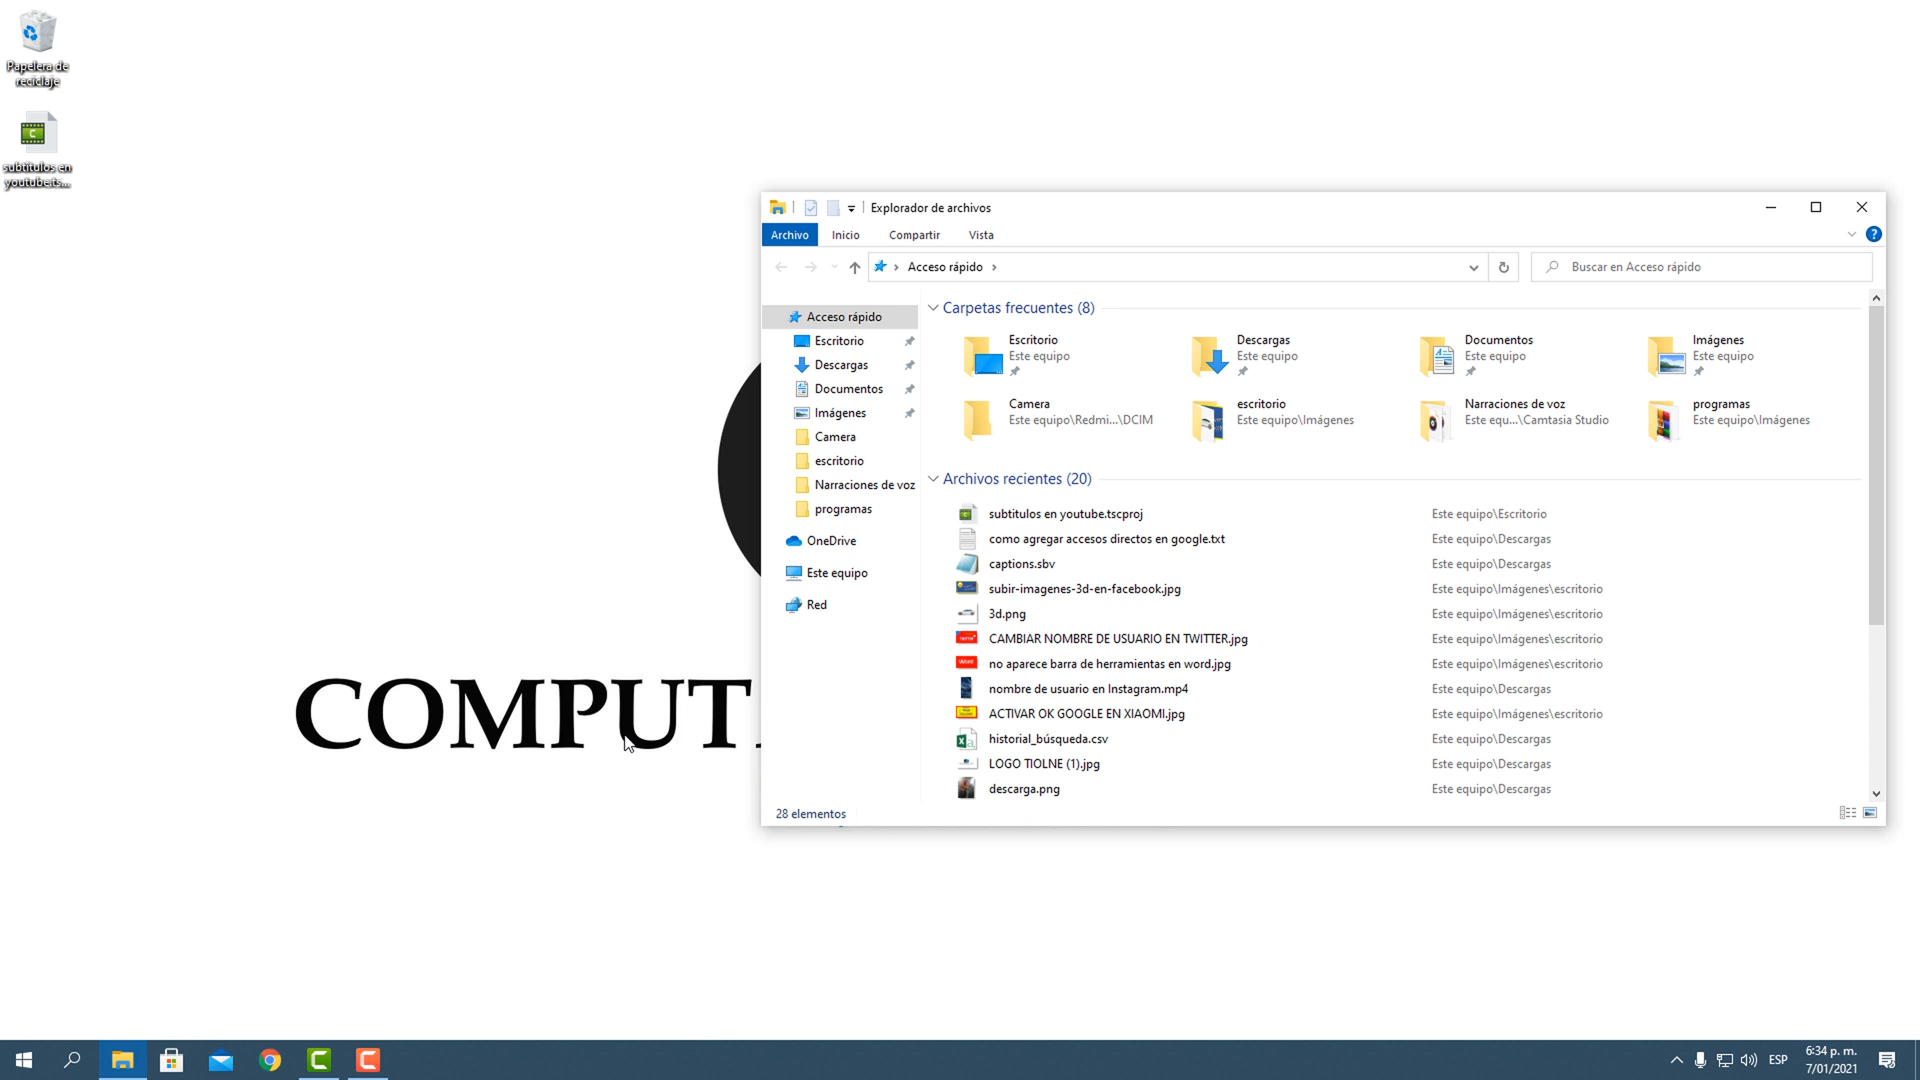 Papelera de
reciclaje
subtitulos en
youtube.ts...
COMPUT
Explorador de archivos
Archivo Inicio Compartir Vista
Acceso rápido
Buscar en Acceso rápido
Acceso rápido
Escritorio
Descargas
Documentos
Imágenes
Camera
escritorio
Narraciones de voz
programas
OneDrive
Este equipo
Red
Carpetas frecuentes (8)
Escritorio
Este equipo
Descargas
Este equipo
Documentos
Este equipo
Imágenes
Este equipo
Camera
Este equipo\Redmi...\DCIM
escritorio
Este equipo\Imágenes
Narraciones de voz
Este equ...\Camtasia Studio
programas
Este equipo\Imágenes
Archivos recientes (20)
subtitulos en youtube.tscproj Este equipo\Escritorio
como agregar accesos directos en google.txt Este equipo\Descargas
captions.sbv Este equipo\Descargas
subir-imagenes-3d-en-facebook.jpg Este equipo\Imágenes\escritorio
3d.png Este equipo\Imágenes\escritorio
CAMBIAR NOMBRE DE USUARIO EN TWITTER.jpg Este equipo\Imágenes\escritorio
no aparece barra de herramientas en word.jpg Este equipo\Imágenes\escritorio
nombre de usuario en Instagram.mp4 Este equipo\Descargas
ACTIVAR OK GOOGLE EN XIAOMI.jpg Este equipo\Imágenes\escritorio
historial_búsqueda.csv Este equipo\Descargas
LOGO TIOLNE (1).jpg Este equipo\Descargas
descarga.png Este equipo\Descargas
28 elementos
ESP
6:34 p. m.
7/01/2021